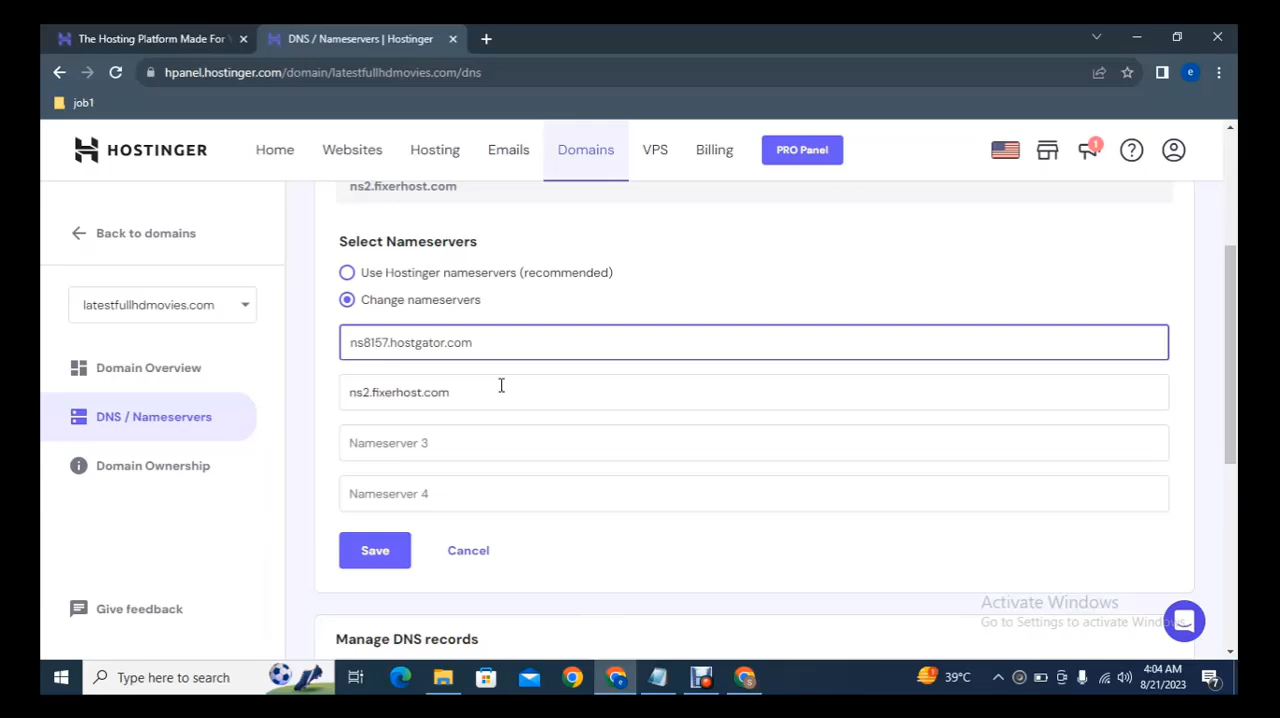 The Hosting Platform Made For
DNS / Nameservers | Hostinger
hpanel.hostinger.com/domain/latestfullhdmovies.com/dns
e
job1
HOSTINGER
Home
Websites
Hosting
Emails
Domains
VPS
Billing
PRO Panel
1
ns2.fixerhost.com
Back to domains
Select Nameservers
Use Hostinger nameservers (recommended)
Change nameservers
latestfullhdmovies.com
ns8157.hostgator.com
Domain Overview
ns2.fixerhost.com
DNS / Nameservers
Nameserver 3
Domain Ownership
Nameserver 4
Save
Cancel
Give feedback
Activate Windows
Go to Settings to activate Windows.
Manage DNS records
Type here to search
39°C
4:04 AM
8/21/2023
7